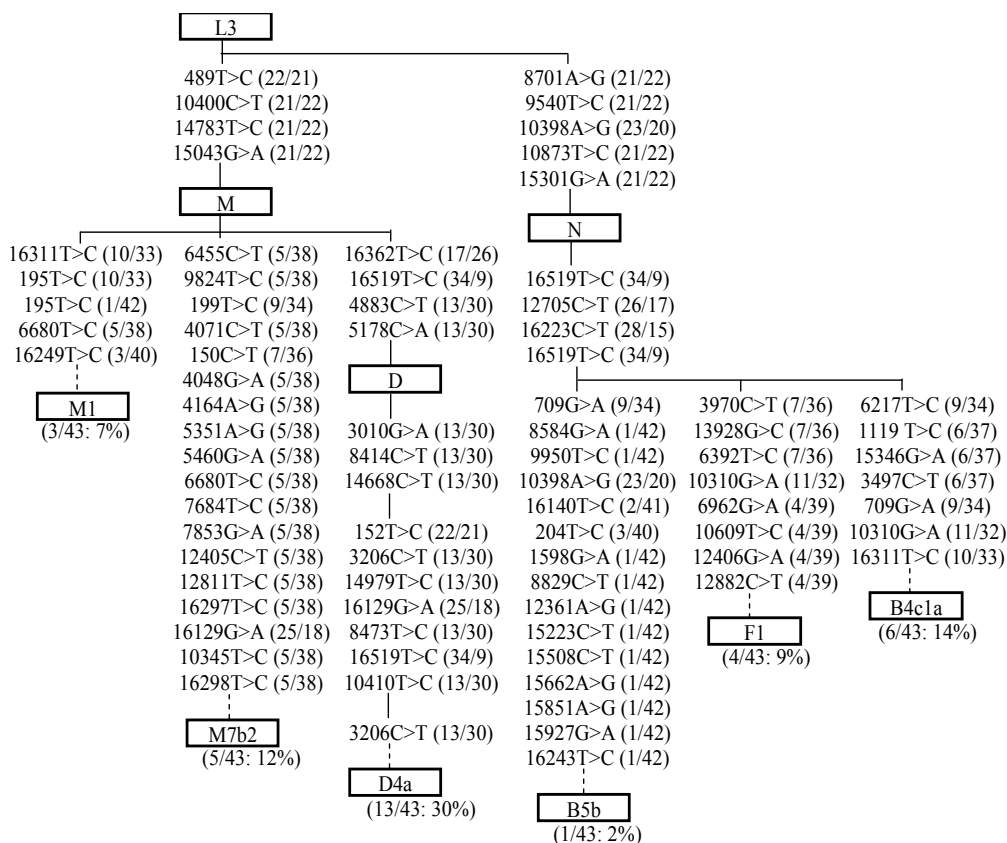 L3
489T>C (22/21)
10400C>T (21/22)
14783T>C (21/22)
15043G>A (21/22)
M
8701A>G (21/22)
9540T>C (21/22)
10398A>G (23/20)
10873T>C (21/22)
15301G>A (21/22)
N
16311T>C (10/33)
195T>C (10/33)
195T>C (1/42)
6680T>C (5/38)
16249T>C (3/40)
M1
(3/43: 7%)
6455C>T (5/38)
9824T>C (5/38)
199T>C (9/34)
4071C>T (5/38)
150C>T (7/36)
4048G>A (5/38)
4164A>G (5/38)
5351A>G (5/38)
5460G>A (5/38)
6680T>C (5/38)
7684T>C (5/38)
7853G>A (5/38)
12405C>T (5/38)
12811T>C (5/38)
16297T>C (5/38)
16129G>A (25/18)
10345T>C (5/38)
16298T>C (5/38)
M7b2
(5/43: 12%)
16362T>C (17/26)
16519T>C (34/9)
4883C>T (13/30)
5178C>A (13/30)
D
3010G>A (13/30)
8414C>T (13/30)
14668C>T (13/30)
152T>C (22/21)
3206C>T (13/30)
14979T>C (13/30)
16129G>A (25/18)
8473T>C (13/30)
16519T>C (34/9)
10410T>C (13/30)
3206C>T (13/30)
D4a
(13/43: 30%)
16519T>C (34/9)
12705C>T (26/17)
16223C>T (28/15)
16519T>C (34/9)
709G>A (9/34)
8584G>A (1/42)
9950T>C (1/42)
10398A>G (23/20)
16140T>C (2/41)
204T>C (3/40)
1598G>A (1/42)
8829C>T (1/42)
12361A>G (1/42)
15223C>T (1/42)
15508C>T (1/42)
15662A>G (1/42)
15851A>G (1/42)
15927G>A (1/42)
16243T>C (1/42)
B5b
(1/43: 2%)
3970C>T (7/36)
13928G>C (7/36)
6392T>C (7/36)
10310G>A (11/32)
6962G>A (4/39)
10609T>C (4/39)
12406G>A (4/39)
12882C>T (4/39)
F1
(4/43: 9%)
6217T>C (9/34)
1119 T>C (6/37)
15346G>A (6/37)
3497C>T (6/37)
709G>A (9/34)
10310G>A (11/32)
16311T>C (10/33)
B4c1a
(6/43: 14%)